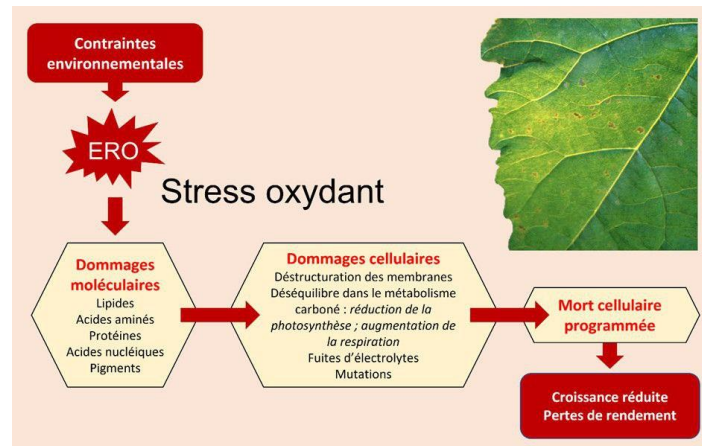 Contraintes
environnementales
ERO
Stress oxydant
Dommages
moléculaires
Lipides
Acides aminés
Protéines
Acides nucléiques
Pigments
Dommages cellulaires
Déstructuration des membranes
Déséquilibre dans le métabolisme
carboné : réduction de la
photosynthèse ; augmentation de
la respiration
Fuites d’électrolytes
Mutations
Mort cellulaire
programmée
Croissance réduite
Pertes de rendement